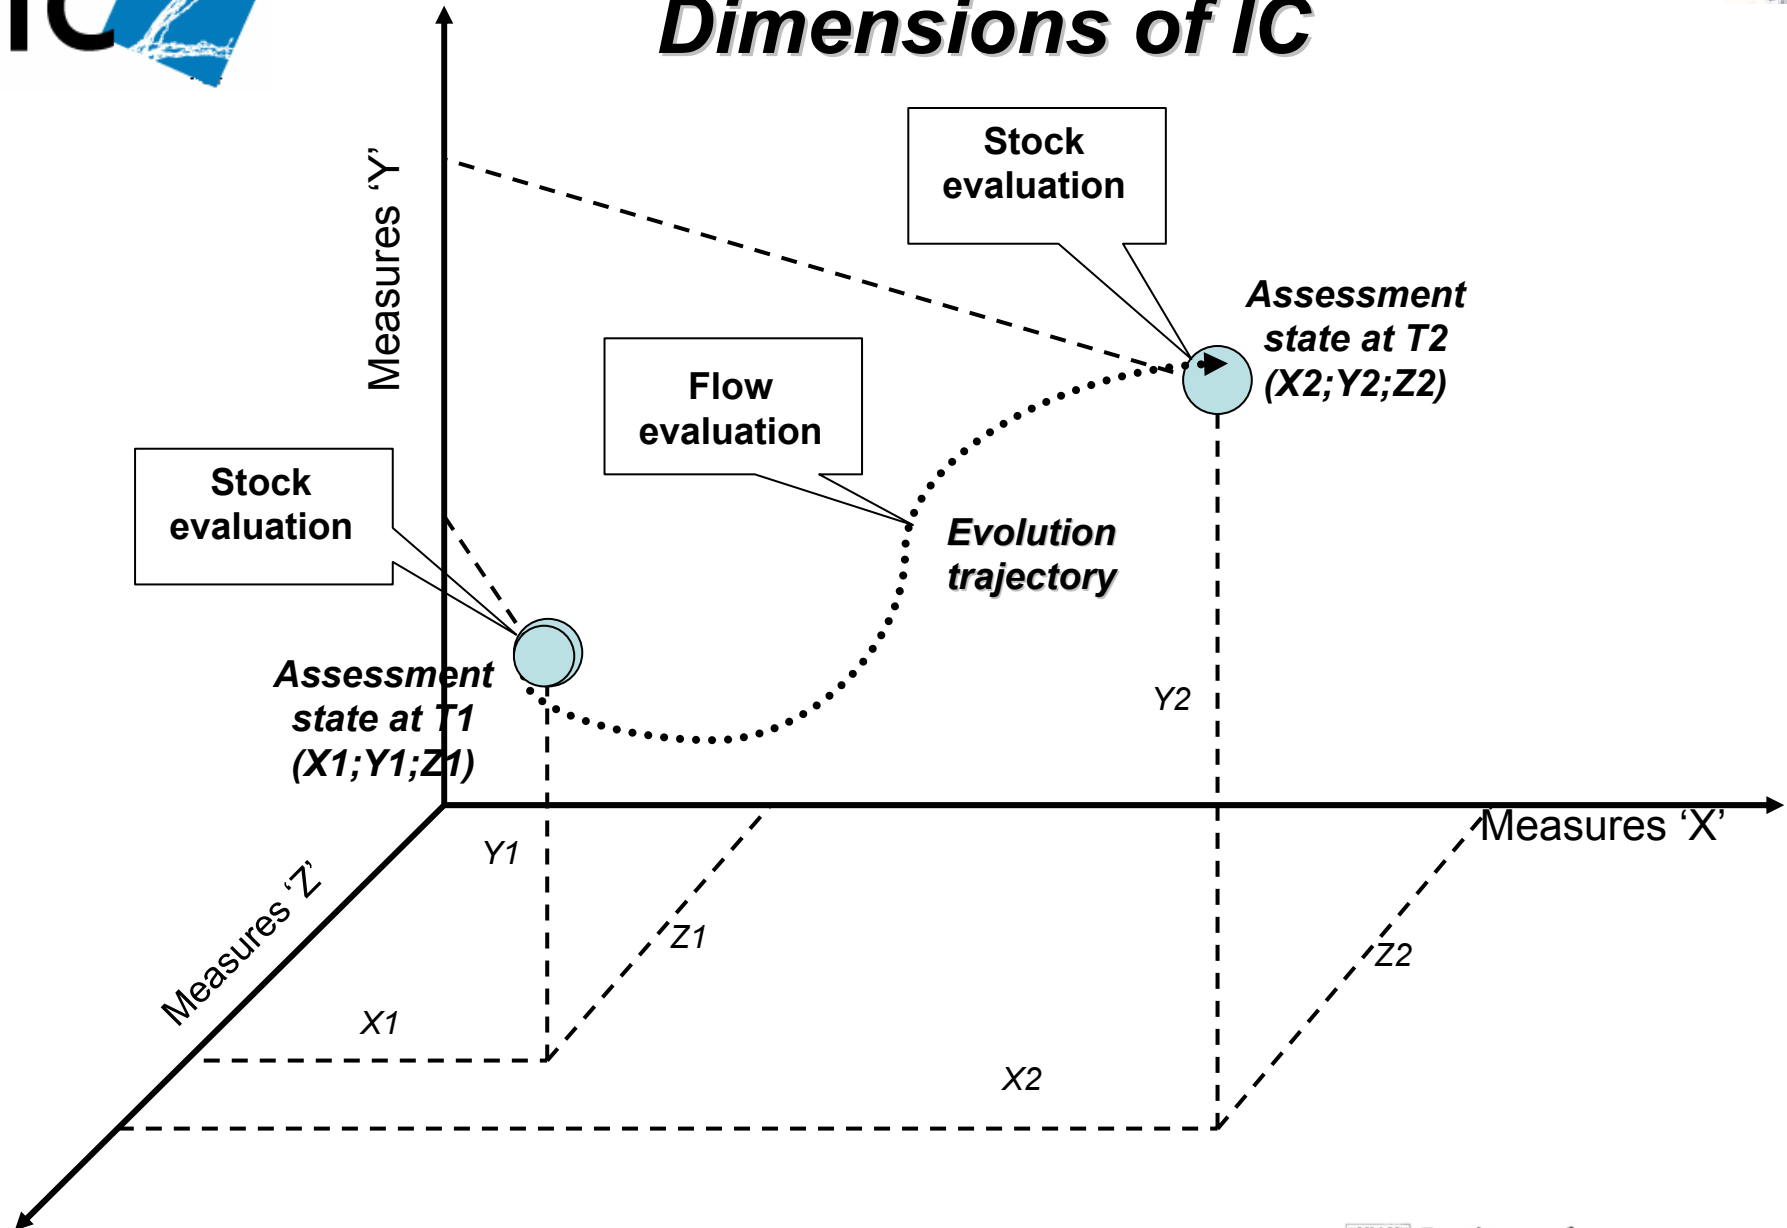 IC
Dimensions of IC
Measures ‘Y’
Stock
evaluation
Assessment
state at T2
(X2;Y2;Z2)
Flow
evaluation
Stock
evaluation
Evolution
trajectory
Assessment
state at T1
(X1;Y1;Z1)
Y2
Measures ‘X’
Y1
Measures ‘Z’
Z1
Z2
X1
X2